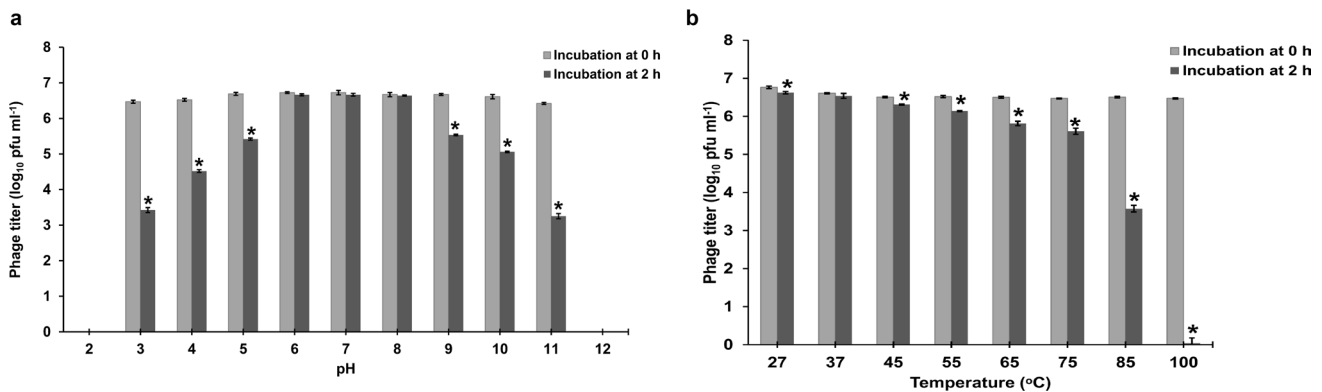 a
Phage titer (log10 pfu ml-1)
8
7
6
5
4
3
2
1
0
Incubation at 0 h
Incubation at 2 h
* * * * * *
2 3 4 5 6 7 8 9 10 11 12
pH
b
Phage titer (log10 pfu ml-1)
8
7
6
5
4
3
2
1
0
Incubation at 0 h
Incubation at 2 h
* * * * * * *
27 37 45 55 65 75 85 100
Temperature (oC)